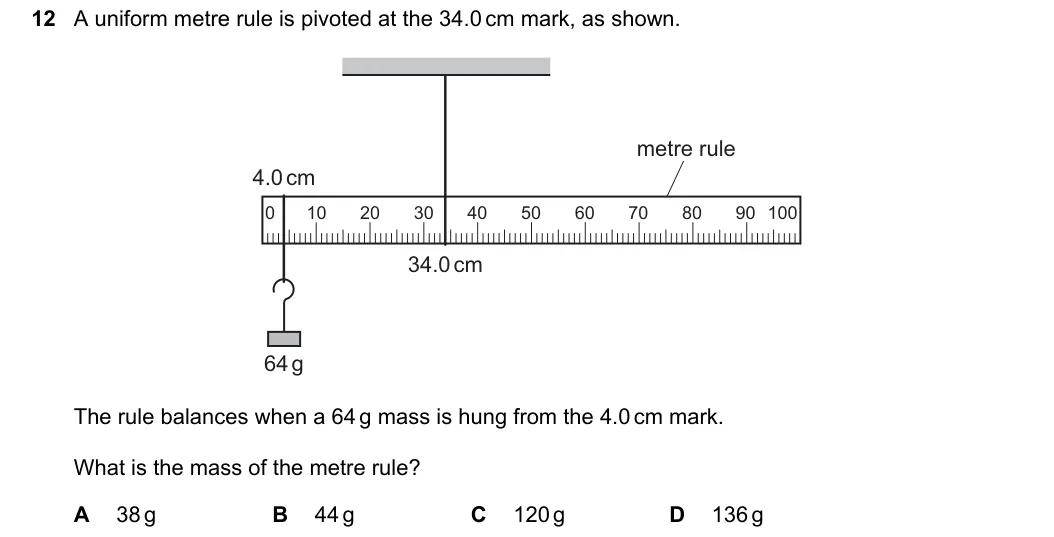 12 A uniform metre rule is pivoted at the 34.0 cm mark, as shown.
metre rule
4.0 cm
0 10 20 30 40 50 60 70 80 90 100
34.0 cm
64 g
The rule balances when a 64 g mass is hung from the 4.0 cm mark.
What is the mass of the metre rule?
A 38 g B 44 g C 120 g D 136 g